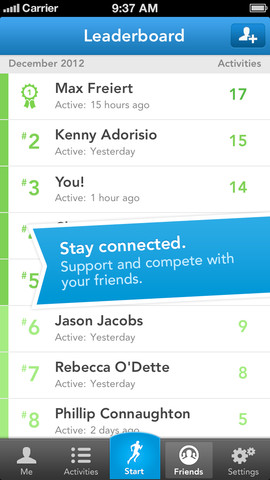 Carrier 9:37 AM
Leaderboard
December 2012 Activities
1 Max Freiert 17
Active: 15 hours ago
#2 Kenny Adorisio 15
Active: Yesterday
#3 You! 14
Active: 1 hour ago
Stay connected.
Support and compete with
your friends.
#5
#6 Jason Jacobs 9
Active: Yesterday
#7 Rebecca O'Dette 8
Active: Yesterday
#8 Phillip Connaughton 5
Active: 2 days ago
Me Activities Start Friends Settings